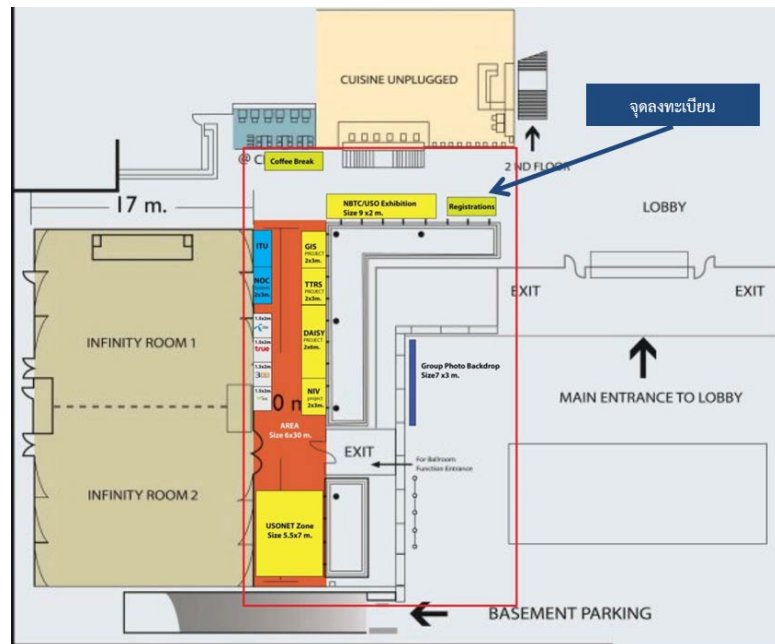 CUISINE UNPLUGGED
จุดลงทะเบียน
@ C
Coffee Break
2 ND FLOOR
17 m.
NBTC/USO Exhibition
Size 9 x2 m.
Registrations
LOBBY
ITU
GIS
PROJECT
2x3m.
NOC
System
2x3m.
TTRS
PROJECT
2x3m.
EXIT
EXIT
1.5x2m
1.5x2m
true
DAISY
PROJECT
2x6m.
INFINITY ROOM 1
1.5x2m
1.5x2m
Group Photo Backdrop
Size7 x3 m.
NIV
project
2x3m.
MAIN ENTRANCE TO LOBBY
0 m
AREA
Size 6x30 m.
EXIT
For Ballroom
Function Entrance
INFINITY ROOM 2
USONET Zone
Size 5.5x7 m.
BASEMENT PARKING